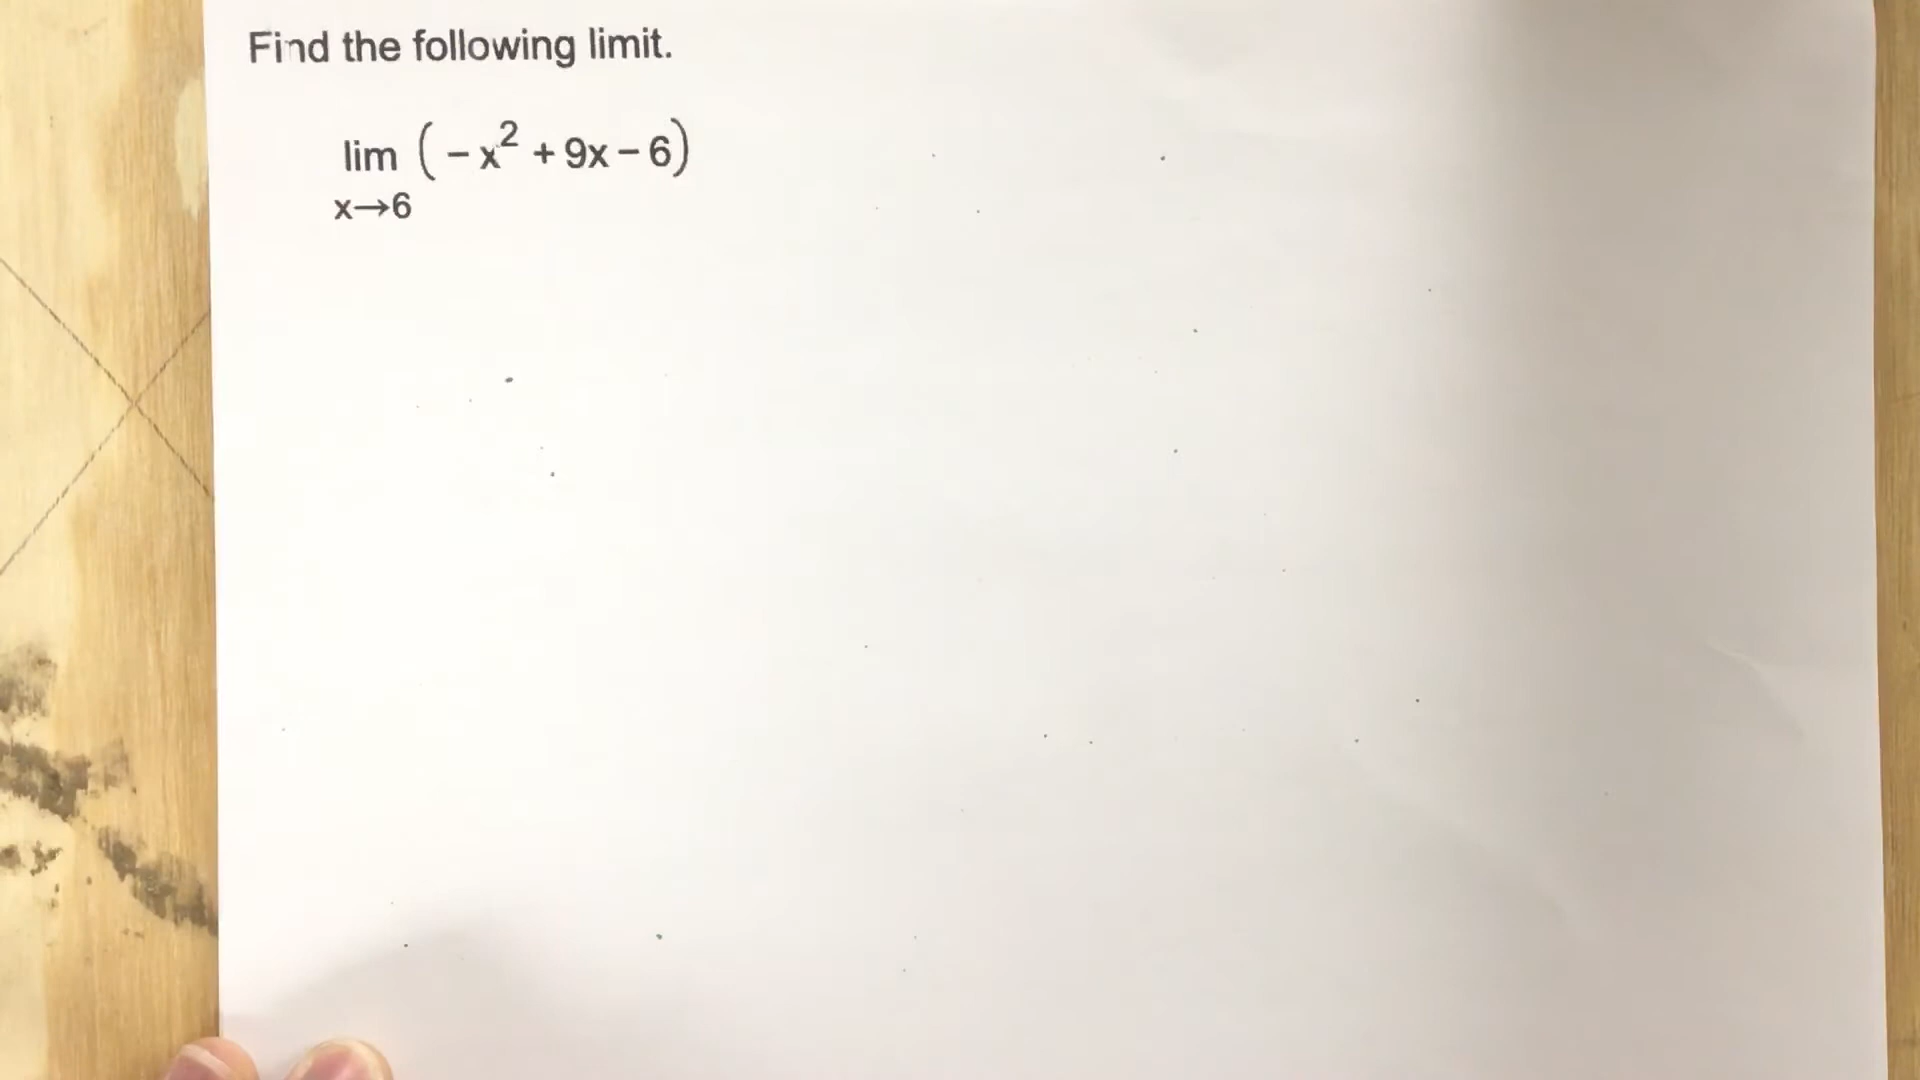 Find the following limit.
lim (−x² + 9x − 6)
x→6